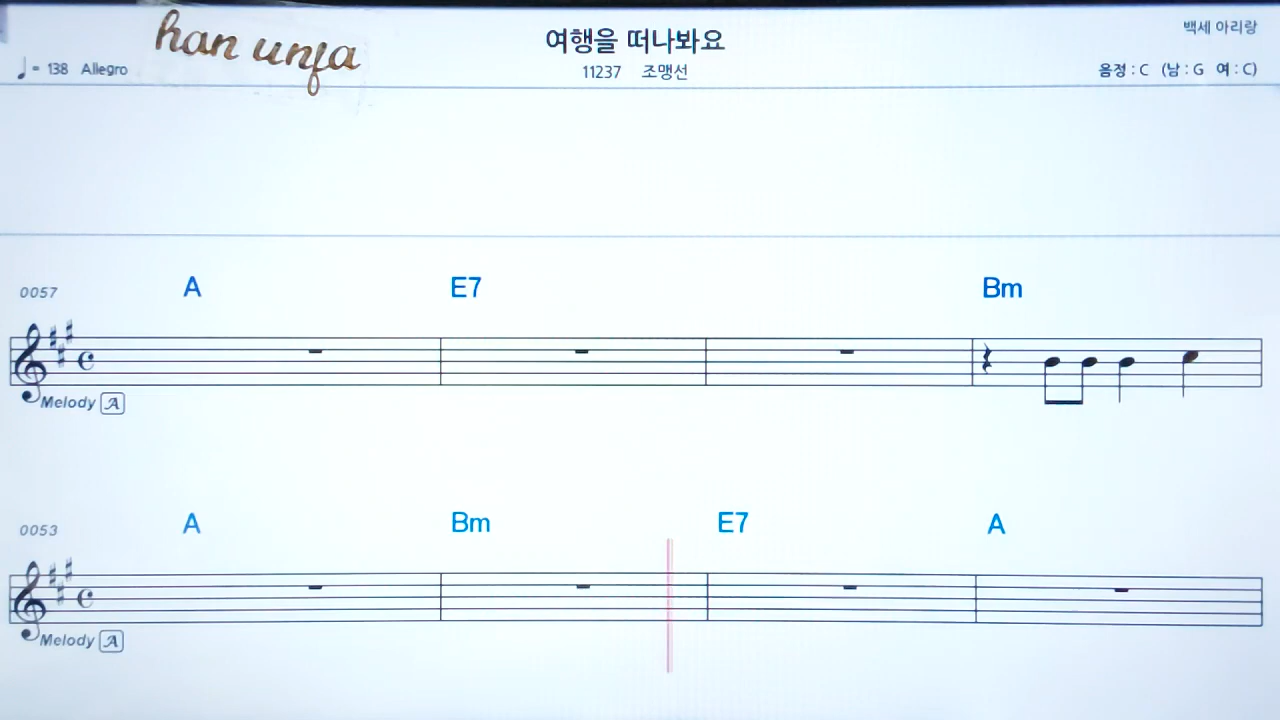 han unja
여행을 떠나봐요
백세 아리랑
♩= 138 Allegro
11237 조맹선
음정 : C (남 : G 여 : C)
A E7 Bm
0057
Melody A
A Bm E7 A
0053
Melody A